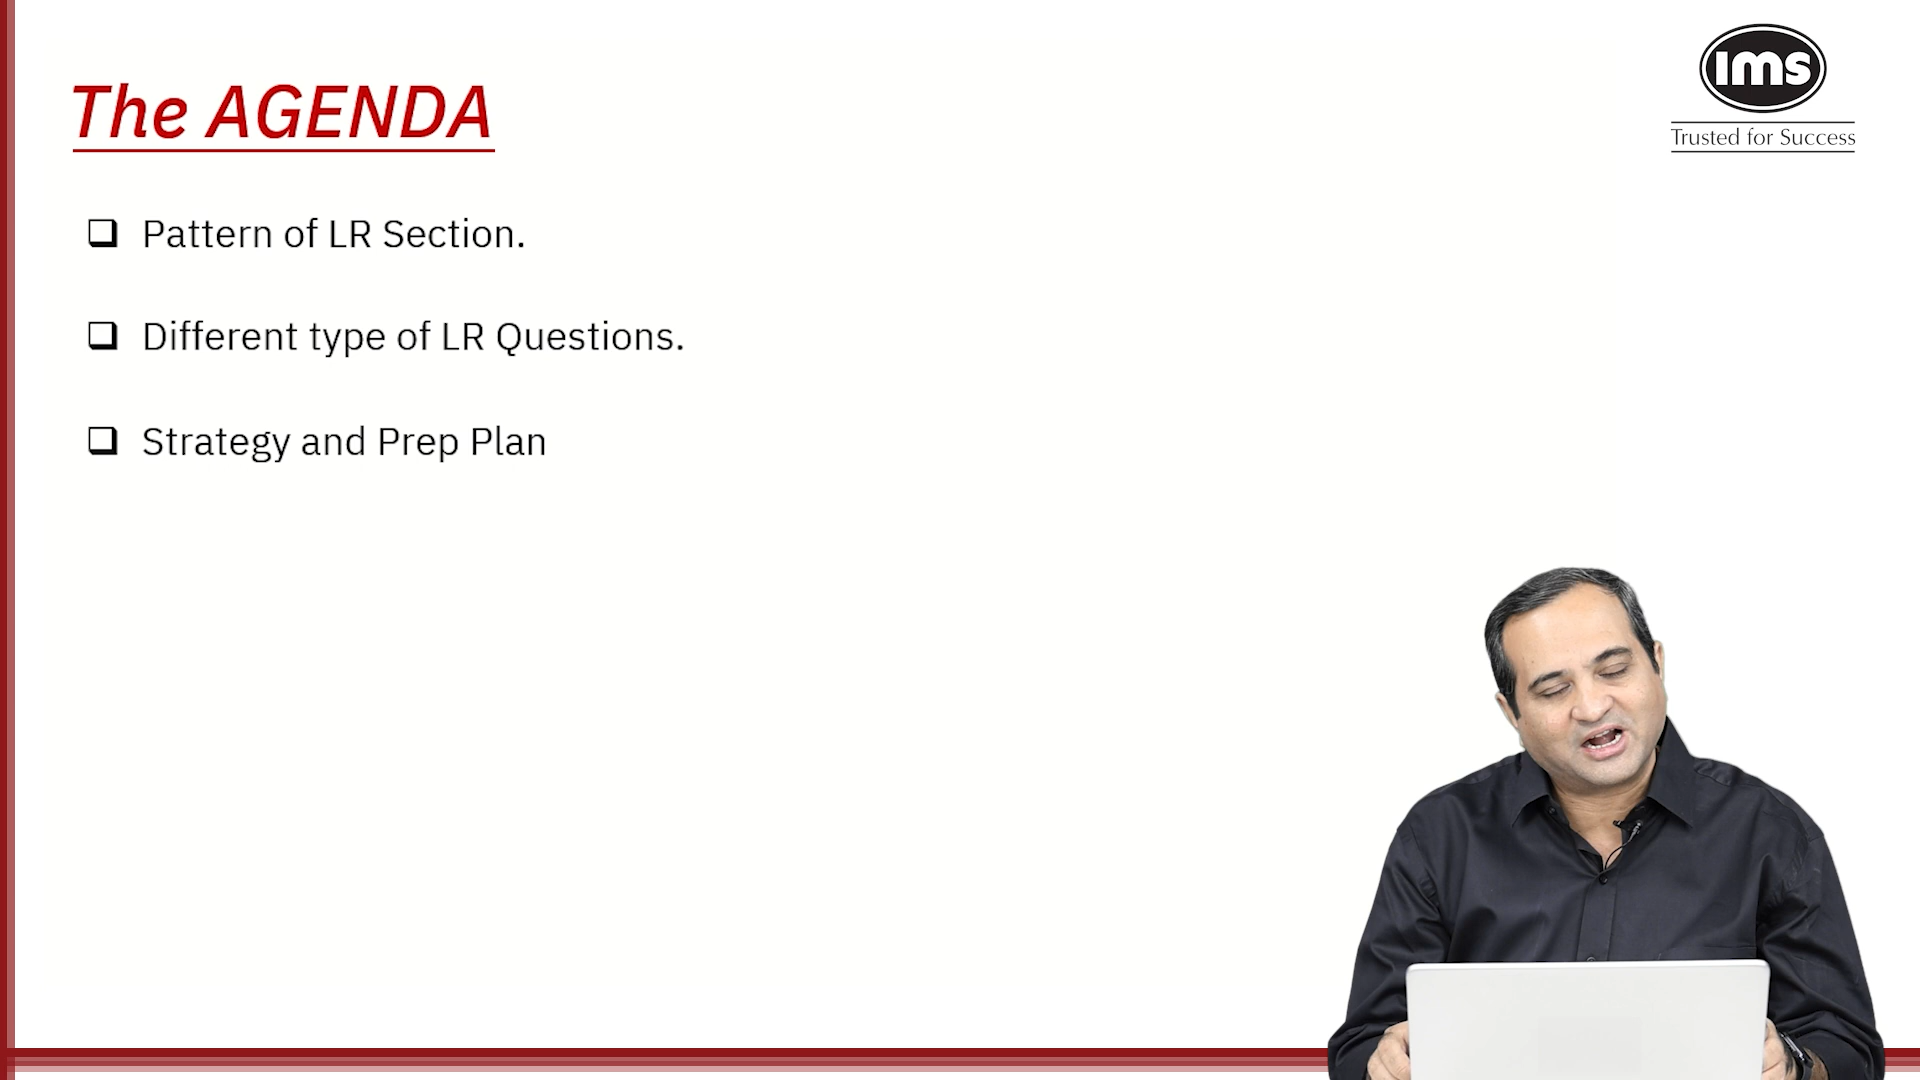 The AGENDA
ims
Trusted for Success
Pattern of LR Section.
Different type of LR Questions.
Strategy and Prep Plan